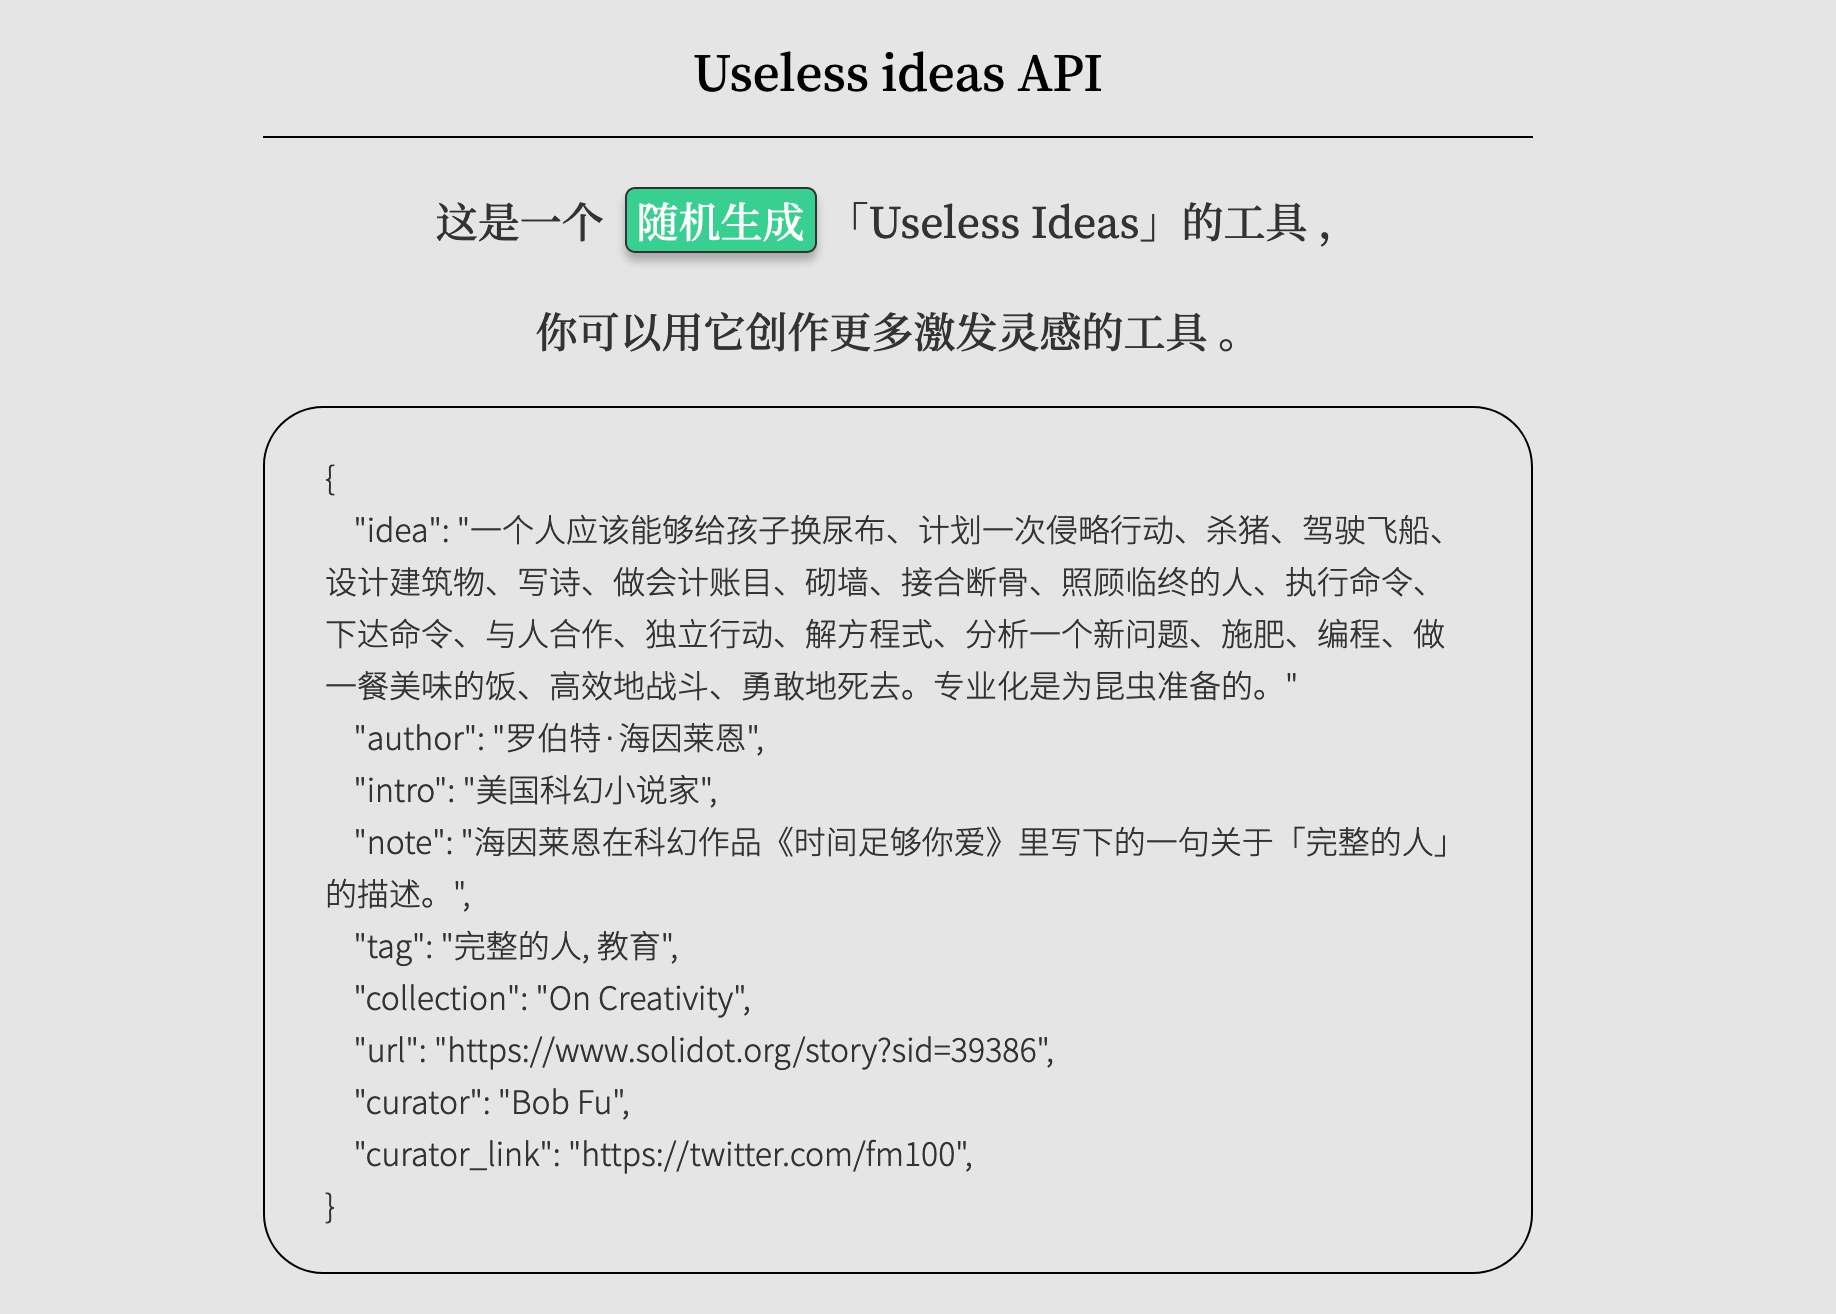 Useless ideas API
这是一个 随机生成 「Useless Ideas」的工具 ,
你可以用它创作更多激发灵感的工具 。
{
"idea": "一个人应该能够给孩子换尿布、计划一次侵略行动、杀猪、驾驶飞船、
设计建筑物、写诗、做会计账目、砌墙、接合断骨、照顾临终的人、执行命令、
下达命令、与人合作、独立行动、解方程式、分析一个新问题、施肥、编程、做
一餐美味的饭、高效地战斗、勇敢地死去。专业化是为昆虫准备的。"
"author": "罗伯特·海因莱恩",
"intro": "美国科幻小说家",
"note": "海因莱恩在科幻作品《时间足够你爱》里写下的一句关于「完整的人」
的描述。",
"tag": "完整的人, 教育",
"collection": "On Creativity",
"url": "https://www.solidot.org/story?sid=39386",
"curator": "Bob Fu",
"curator_link": "https://twitter.com/fm100",
}